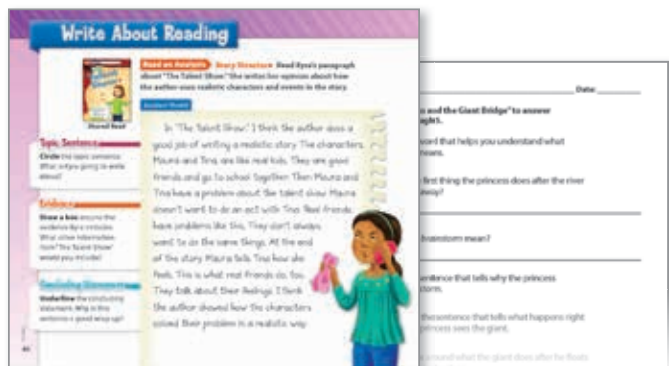 Write About Reading
Read an Analysis Story Structure Read Kyra's paragraph
about "The Talent Show." She writes her opinion about how
the author uses realistic characters and events in the story.
Student Model
Shared Read
In "The Talent Show," I think the author does a
good job of writing a realistic story. The characters,
Maura and Tina, are like real kids. They are good
friends and go to school together. Then Maura and
Tina have a problem about the talent show. Maura
doesn't want to do an act with Tina. Real friends
have problems like this. They don't always
want to do the same things. At the end
of the story, Maura tells Tina how she
feels. This is what real friends do, too.
They talk about their feelings. I think
the author showed how the characters
solved their problem in a realistic way.
Topic Sentence
Circle the topic sentence.
What is going to write
about?
Evidence
Draw a box around the
evidence
What other information
from "The Talent Show"
would you include?
Concluding Statement
Underline the concluding
statement. Why is this
sentence a good wrap up?
Date
and the Giant Bridge" to answer
word that helps you understand what
means.
first thing the princess does after the river
away?
brainstorm mean?
sentence that tells why the princess
storm.
the sentence that tells what happens right
princess sees the giant.
around what the giant does after he floats